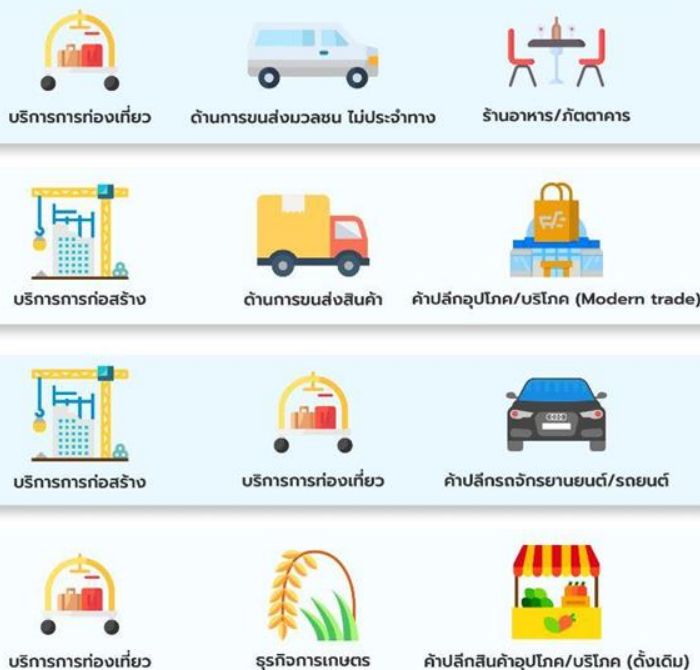 บริการการท่องเที่ยว
ด้านการขนส่งมวลชน ไม่ประจำทาง
ร้านอาหาร/ภัตตาคาร
บริการการก่อสร้าง
ด้านการขนส่งสินค้า
ค้าปลีกอุปโภค/บริโภค (Modern trade)
บริการการก่อสร้าง
บริการการท่องเที่ยว
ค้าปลีกรถจักรยานยนต์/รถยนต์
บริการการท่องเที่ยว
ธุรกิจการเกษตร
ค้าปลีกสินค้าอุปโภค/บริโภค (ดั้งเดิม)